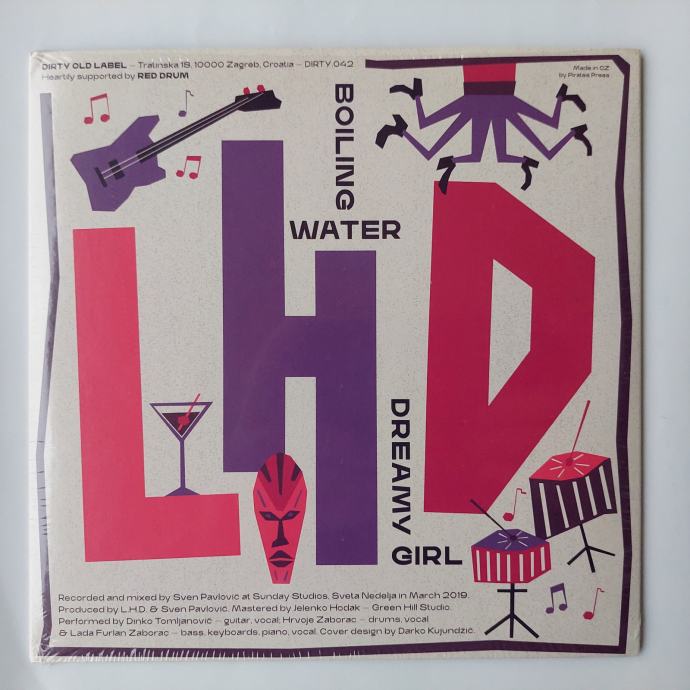 DIRTY OLD LABEL – Tratinska 18, 10000 Zagreb, Croatia – DIRTY 042
Heartily supported by RED DRUM
Made in CZ
by Pirates Press
BOILING
WATER
LHD
DREAMY
GIRL
Recorded and mixed by Sven Pavlović at Sunday Studios, Sveta Nedelja in March 2019.
Produced by L.H.D. & Sven Pavlović. Mastered by Jelenko Hodak – Green Hill Studio.
Performed by Dinko Tomljanović – guitar, vocal; Hrvoje Zaborac – drums, vocal
& Lada Furlan Zaborac – bass, keyboards, piano, vocal. Cover design by Darko Kujundžić.